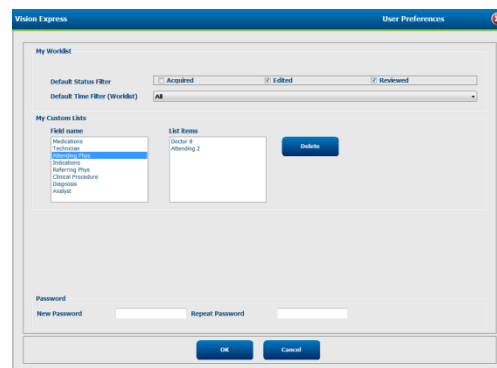 Vision Express User Preferences
My Worklist
Default Status Filter Acquired Edited Reviewed
Default Time Filter (Worklist) All
My Custom Lists
Field name List items
Medications Doctor B
Technician Attending 2
Attending Phys
Indications
Referring Phys
Clinical Procedure
Diagnosis
Analyst
Delete
Password
New Password Repeat Password
OK Cancel